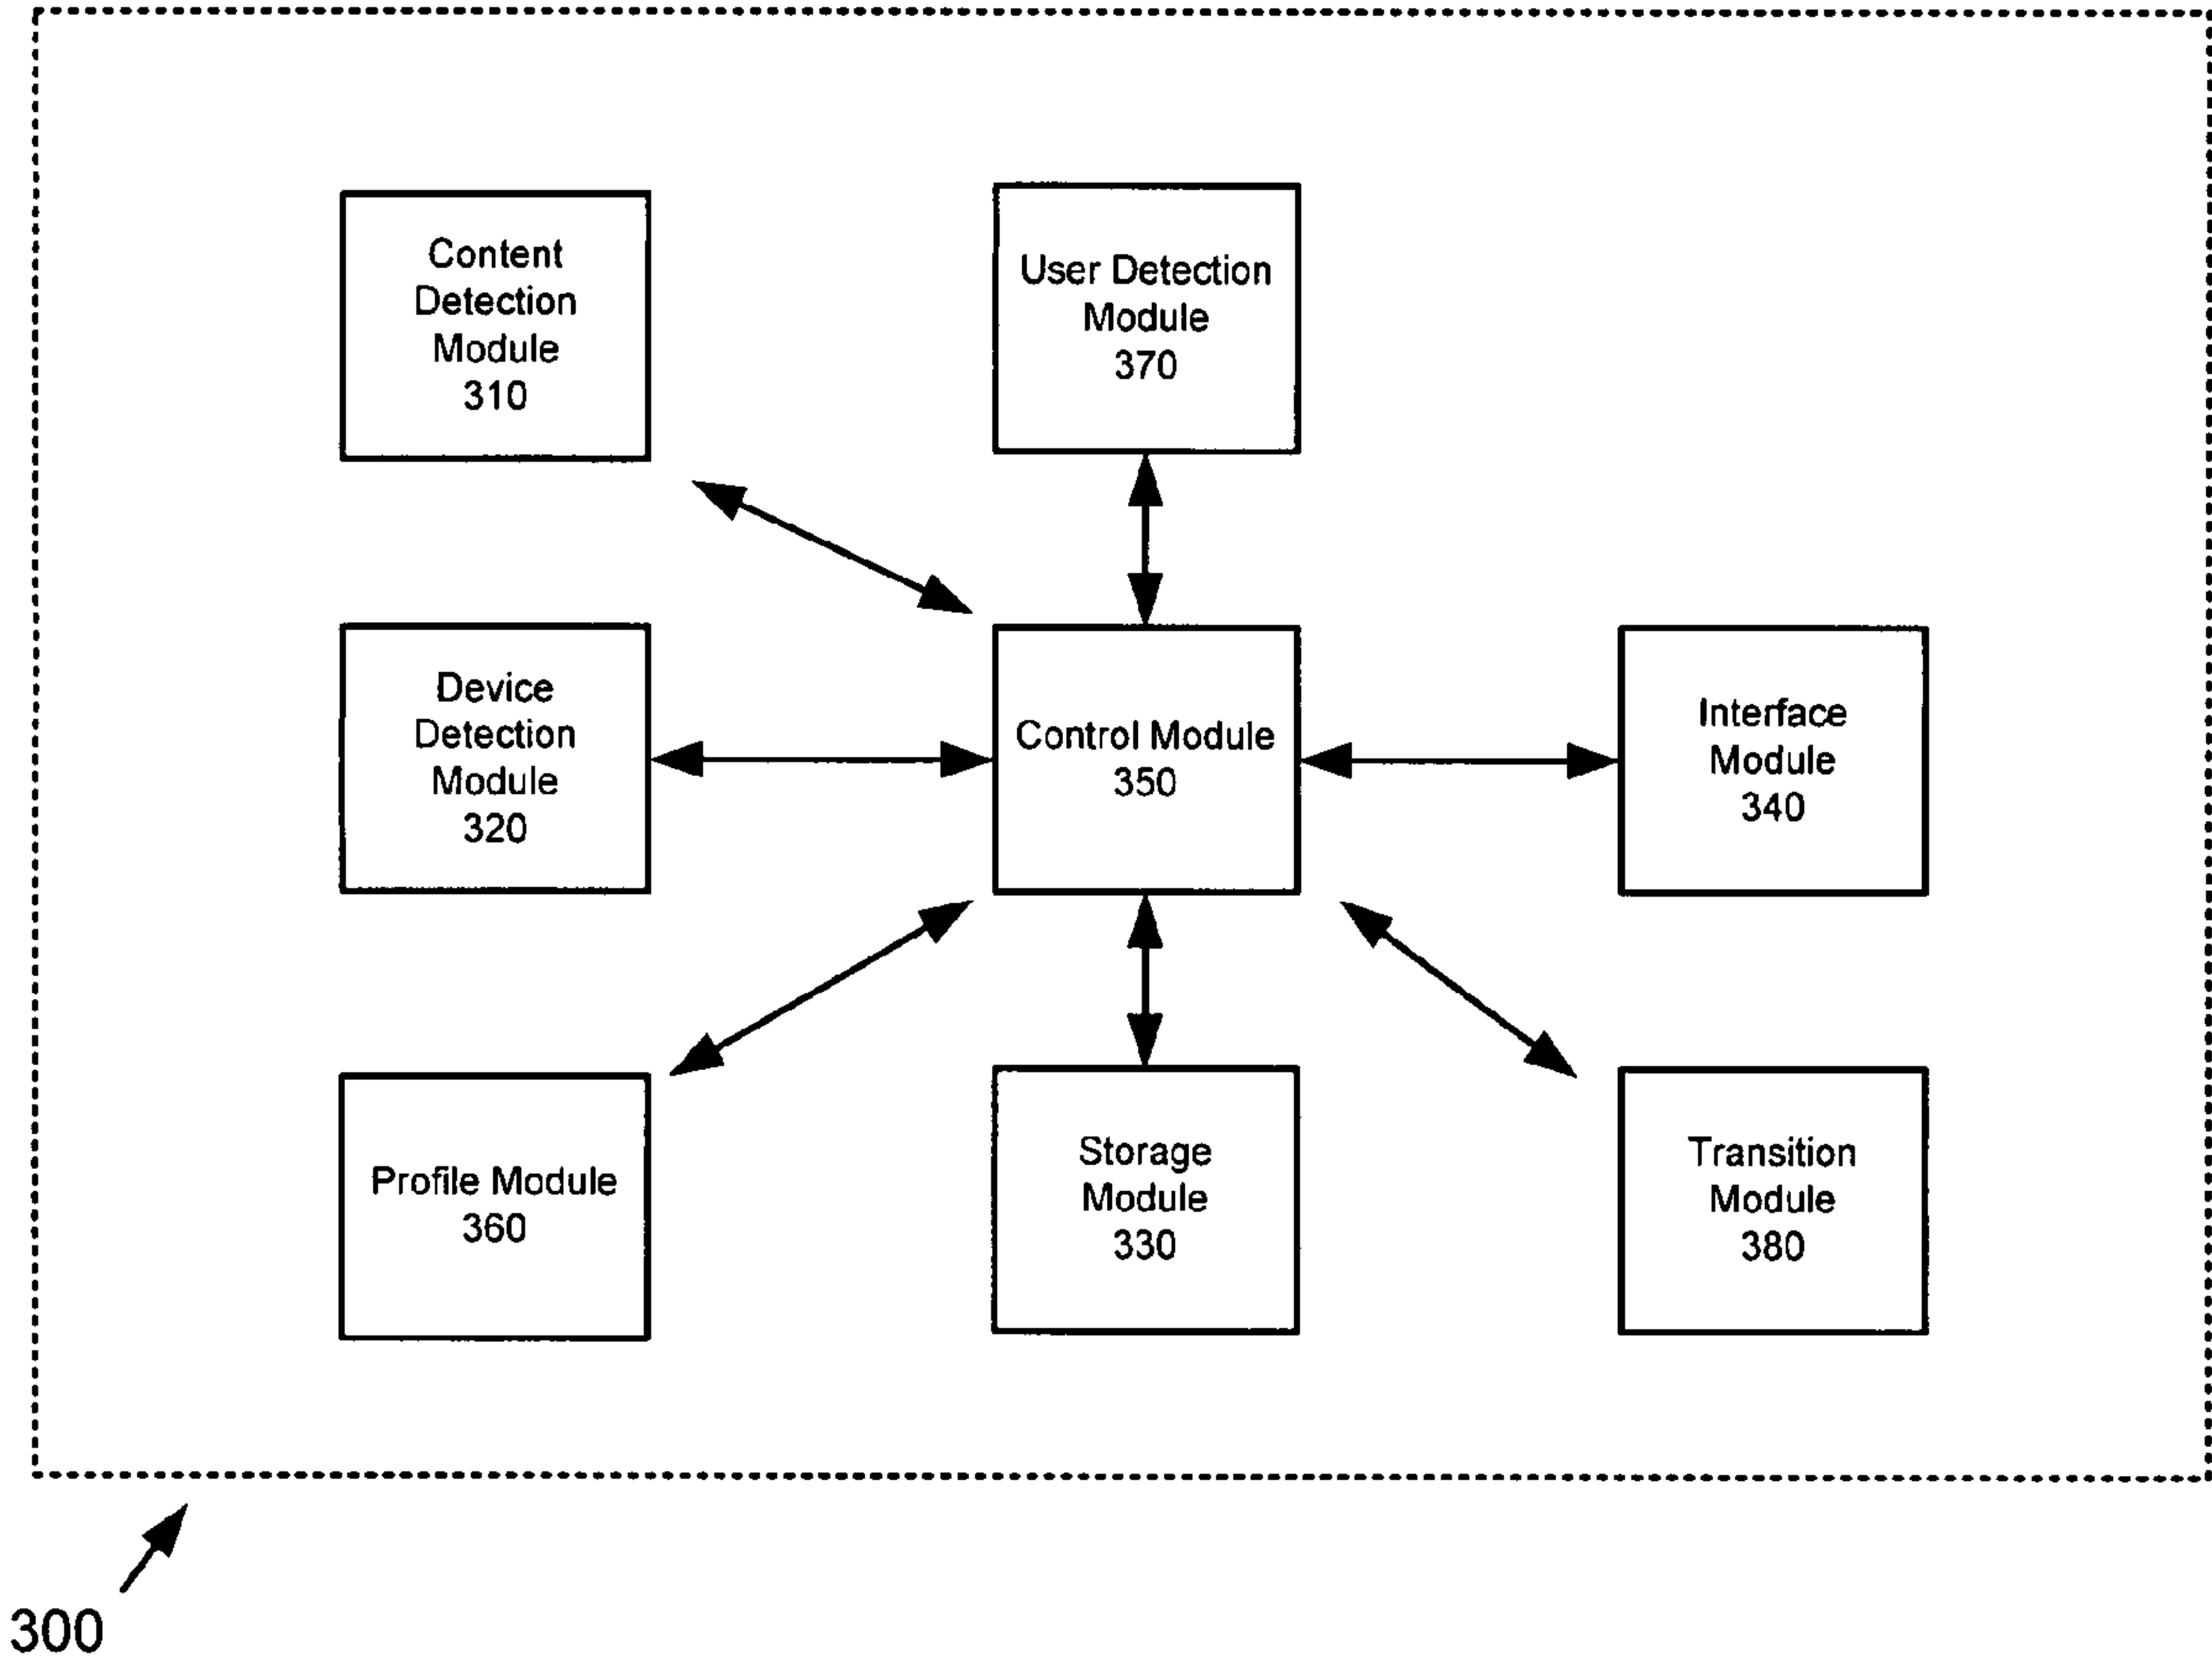 Content
Detection
Module
310
User Detection
Module
370
Device
Detection
Module
320
Control Module
350
Interface
Module
340
Profile Module
360
Storage
Module
330
Transition
Module
380
300